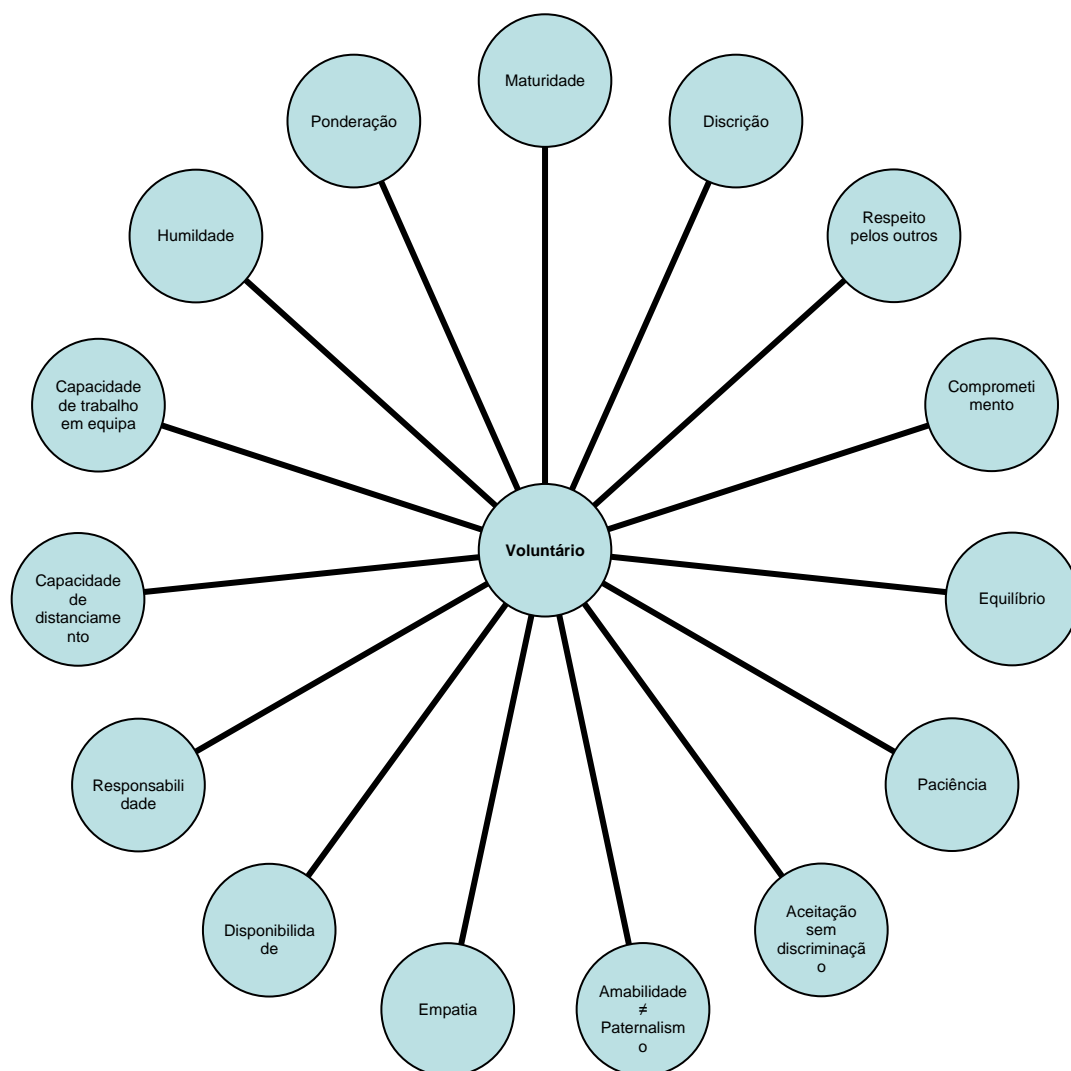 Maturidade
Discrição
Respeito
pelos outros
Comprometi
mento
Equilíbrio
Paciência
Aceitação
sem
discriminaçã
o
Amabilidade
≠
Paternalism
o
Empatia
Disponibilida
de
Responsabili
dade
Capacidade
de
distanciame
nto
Capacidade
de trabalho
em equipa
Humildade
Ponderação
Voluntário